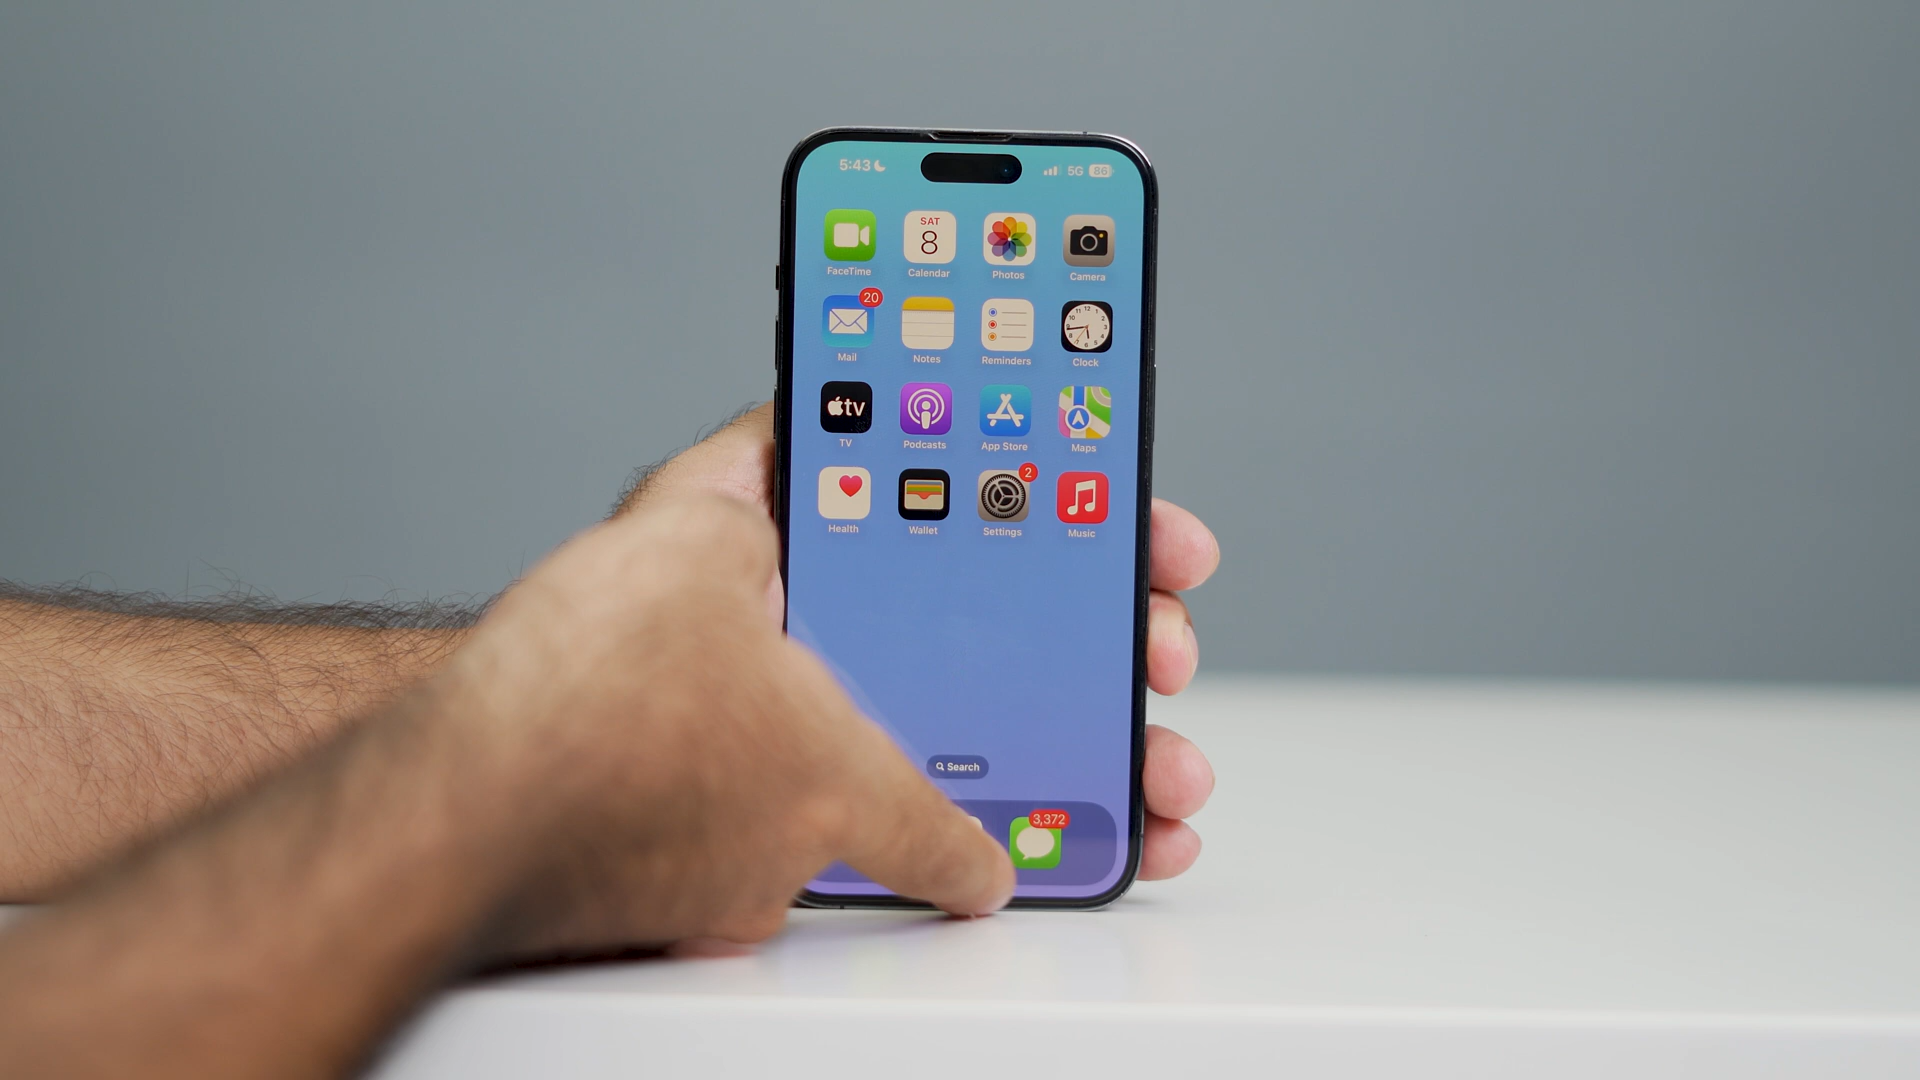 5:43 5G 86
SAT
8
FaceTime Calendar Photos Camera
20
Mail Notes Reminders Clock
tv
TV Podcasts App Store Maps
2
Health Wallet Settings Music
Search
3,372